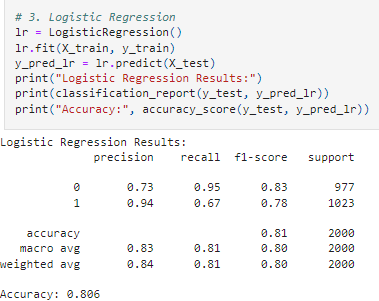 # 3. Logistic Regression
lr = LogisticRegression()
lr.fit(X_train, y_train)
y_pred_lr = lr.predict(X_test)
print("Logistic Regression Results:")
print(classification_report(y_test, y_pred_lr))
print("Accuracy:", accuracy_score(y_test, y_pred_lr))
Logistic Regression Results:
precision recall f1-score support
0 0.73 0.95 0.83 977
1 0.94 0.67 0.78 1023
accuracy 0.81 2000
macro avg 0.83 0.81 0.80 2000
weighted avg 0.84 0.81 0.80 2000
Accuracy: 0.806